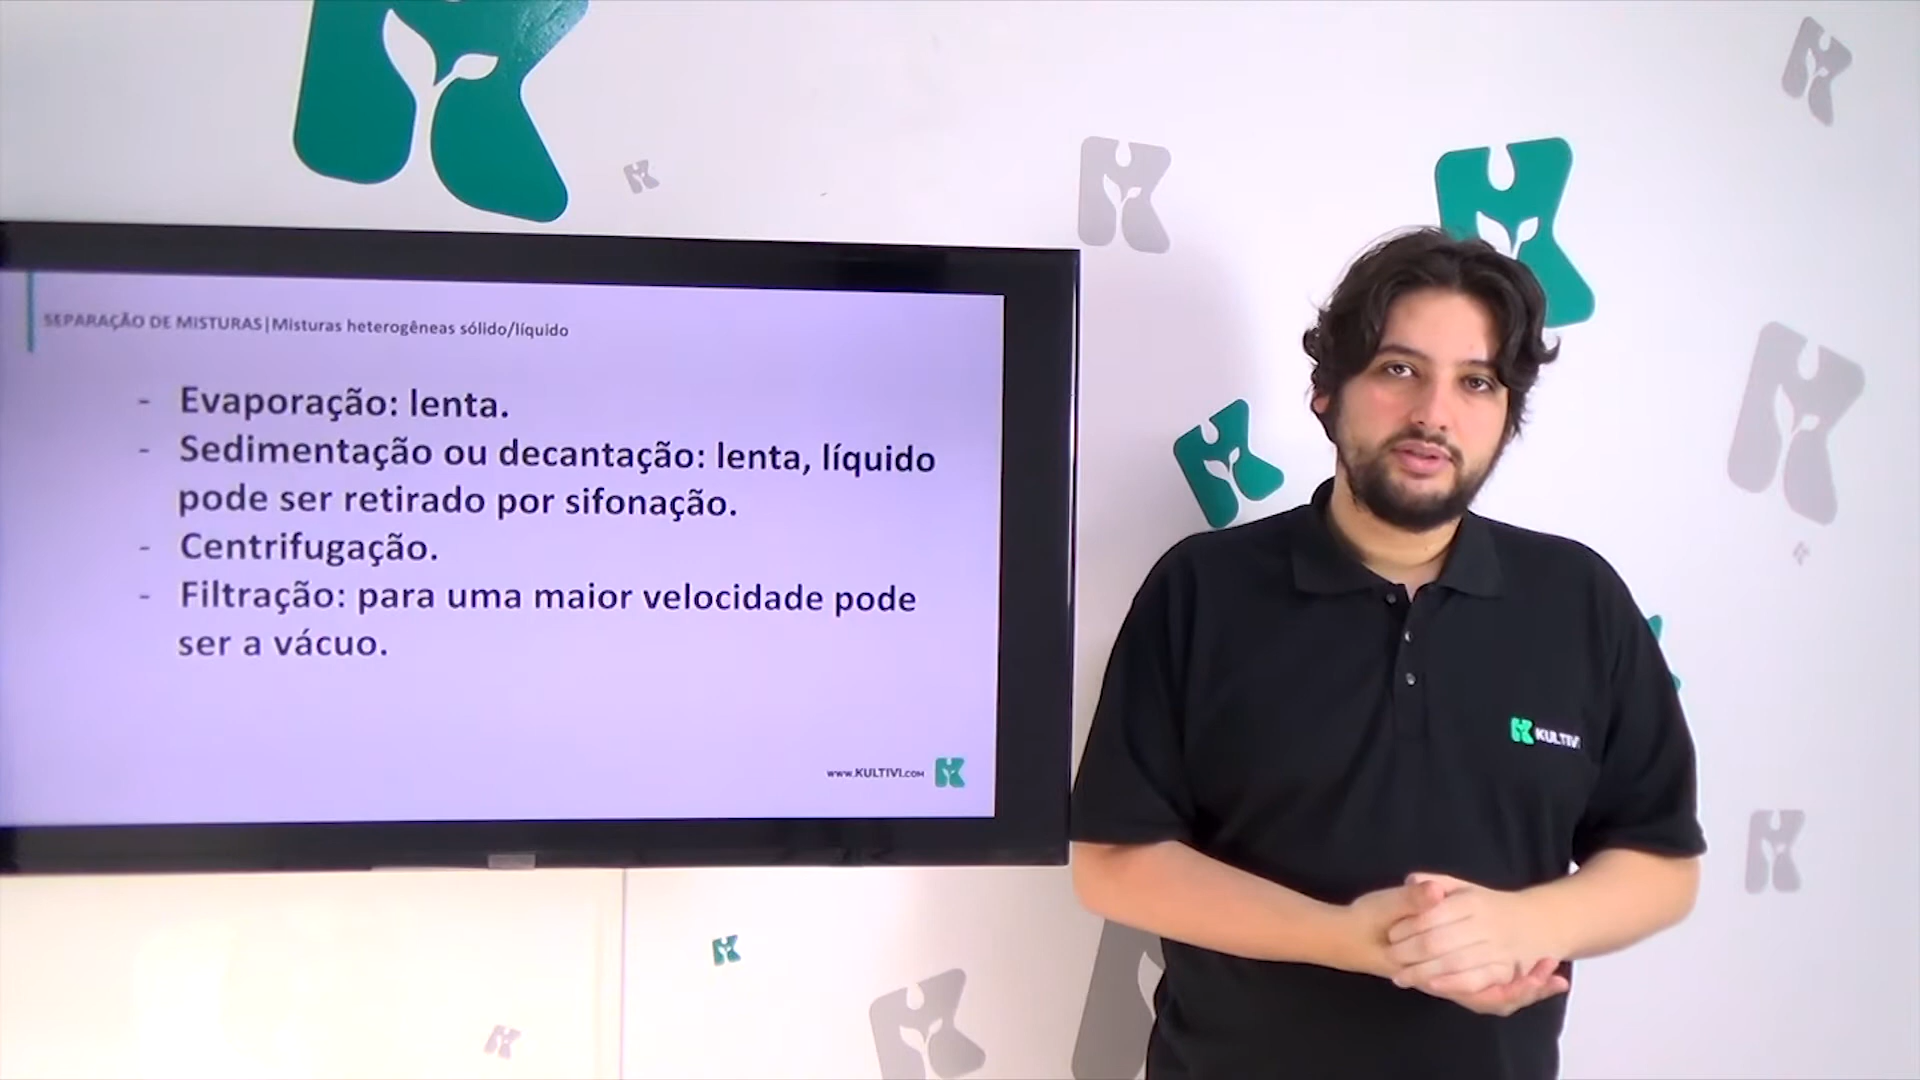 SEPARAÇÃO DE MISTURAS|Misturas heterogêneas sólido/líquido
- Evaporação: lenta.
- Sedimentação ou decantação: lenta, líquido
pode ser retirado por sifonação.
- Centrifugação.
- Filtração: para uma maior velocidade pode
ser a vácuo.
www.KULTIVI.COM
KULTIVI